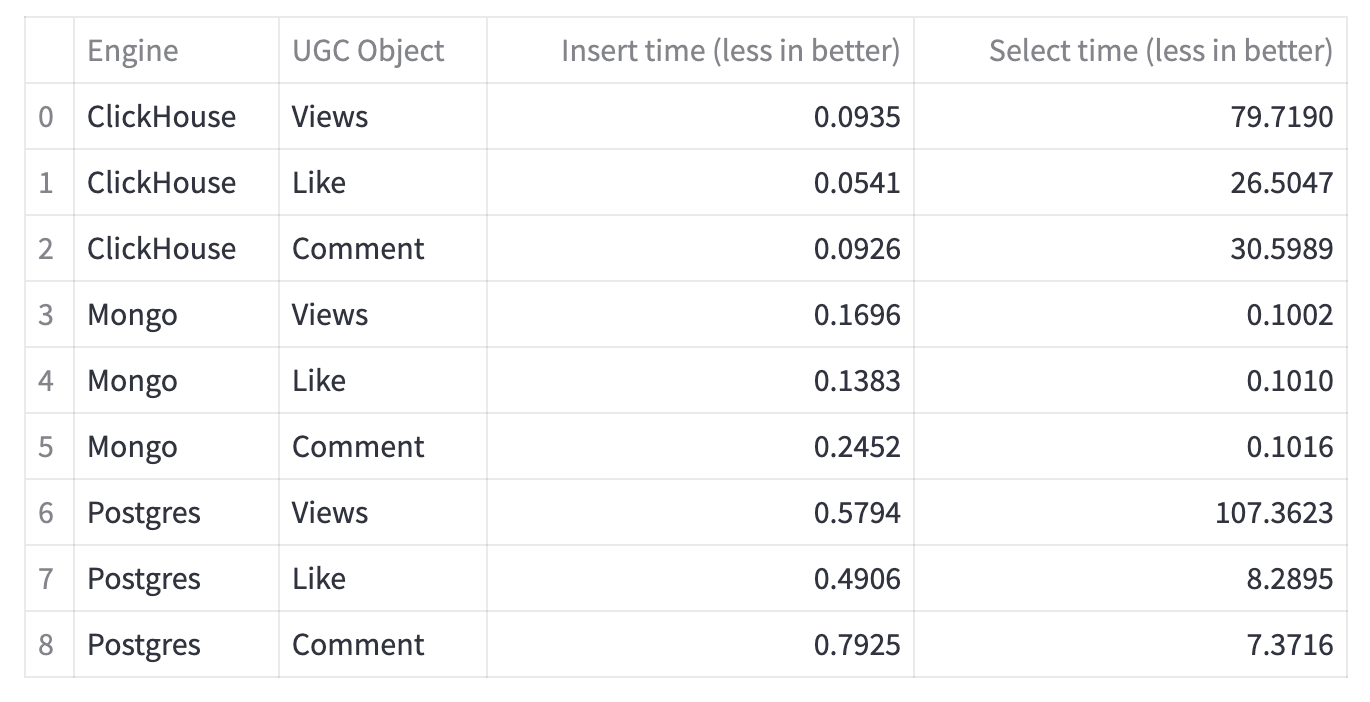 Engine UGC Object Insert time (less in better) Select time (less in better)
0 ClickHouse Views 0.0935 79.7190
1 ClickHouse Like 0.0541 26.5047
2 ClickHouse Comment 0.0926 30.5989
3 Mongo Views 0.1696 0.1002
4 Mongo Like 0.1383 0.1010
5 Mongo Comment 0.2452 0.1016
6 Postgres Views 0.5794 107.3623
7 Postgres Like 0.4906 8.2895
8 Postgres Comment 0.7925 7.3716